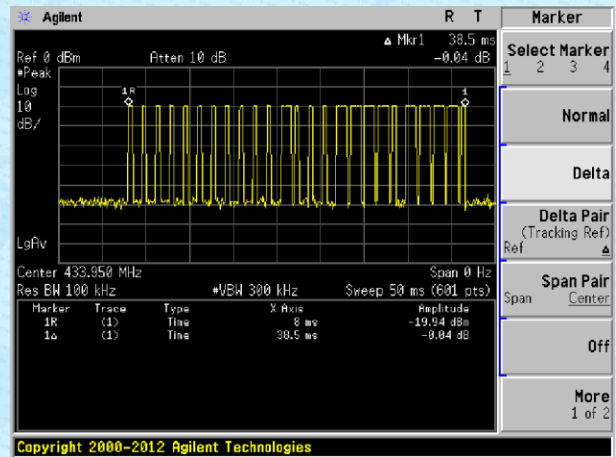 Agilent R T
Δ Mkr1 38.5 ms
Ref 0 dBm Atten 10 dB -0.04 dB
#Peak
Log
10
dB/
1R 1
LgAv
Center 433.950 MHz Span 0 Hz
Res BW 100 kHz #VBW 300 kHz Sweep 50 ms (601 pts)
Marker Trace Type X Axis Amplitude
1R (1) Time 8 ms -19.94 dBm
1Δ (1) Time 38.5 ms -0.04 dB
Copyright 2000-2012 Agilent Technologies
Marker
Select Marker
1 2 3 4
Normal
Delta
Delta Pair
(Tracking Ref)
Ref Δ
Span Pair
Span Center
Off
More
1 of 2